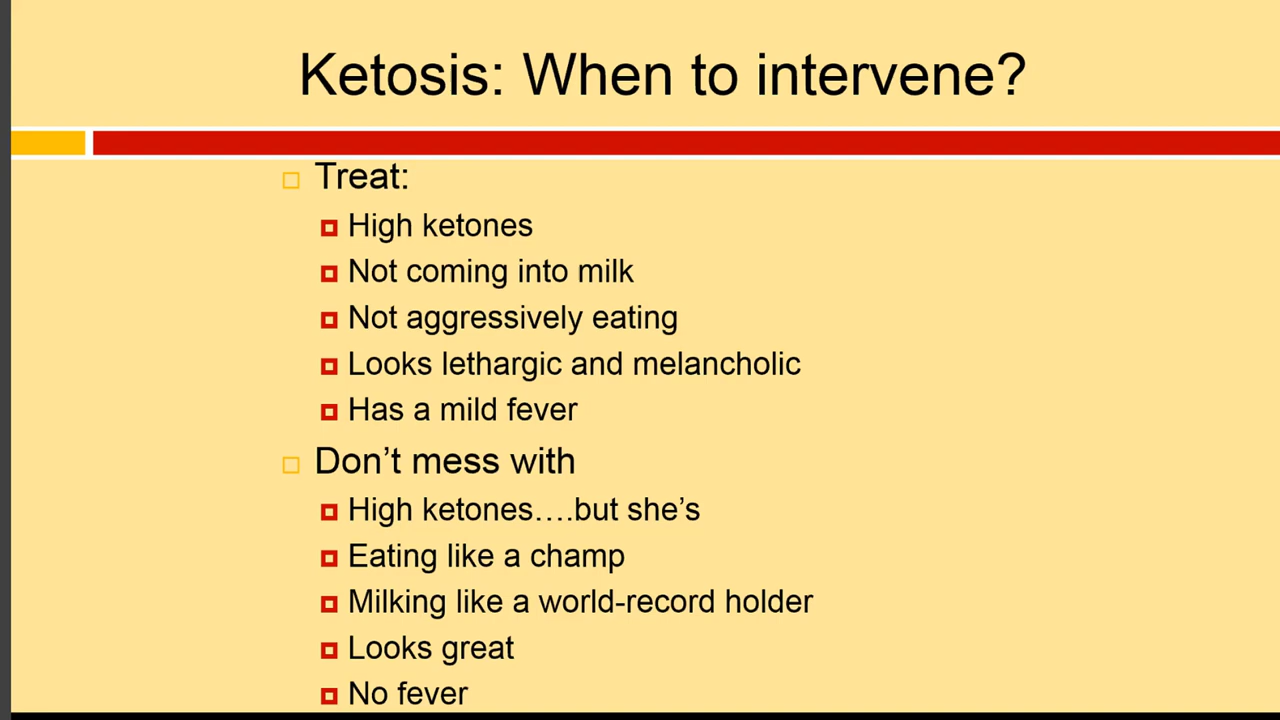 Ketosis: When to intervene?
Treat:
High ketones
Not coming into milk
Not aggressively eating
Looks lethargic and melancholic
Has a mild fever
Don’t mess with
High ketones….but she’s
Eating like a champ
Milking like a world-record holder
Looks great
No fever